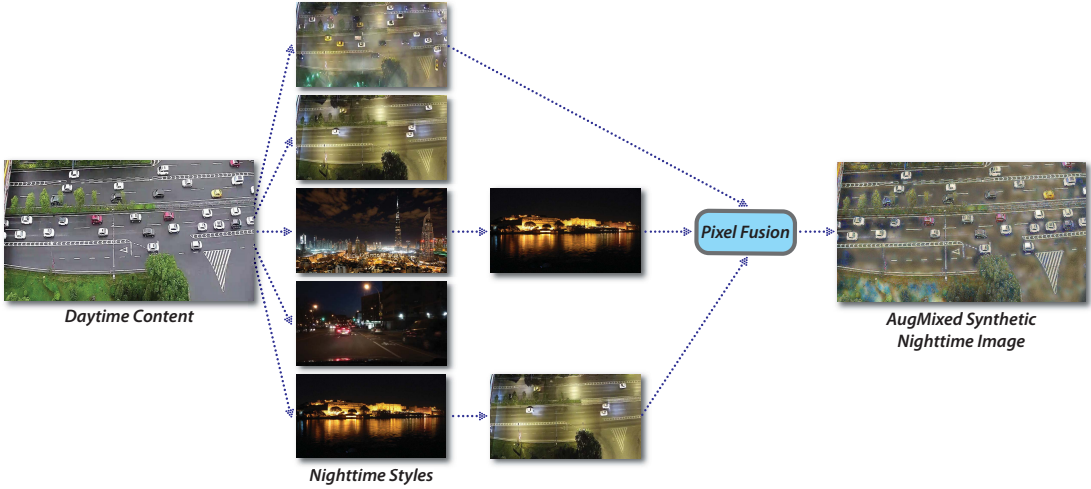 Pixel Fusion
Daytime Content
AugMixed Synthetic
Nighttime Image
Nighttime Styles